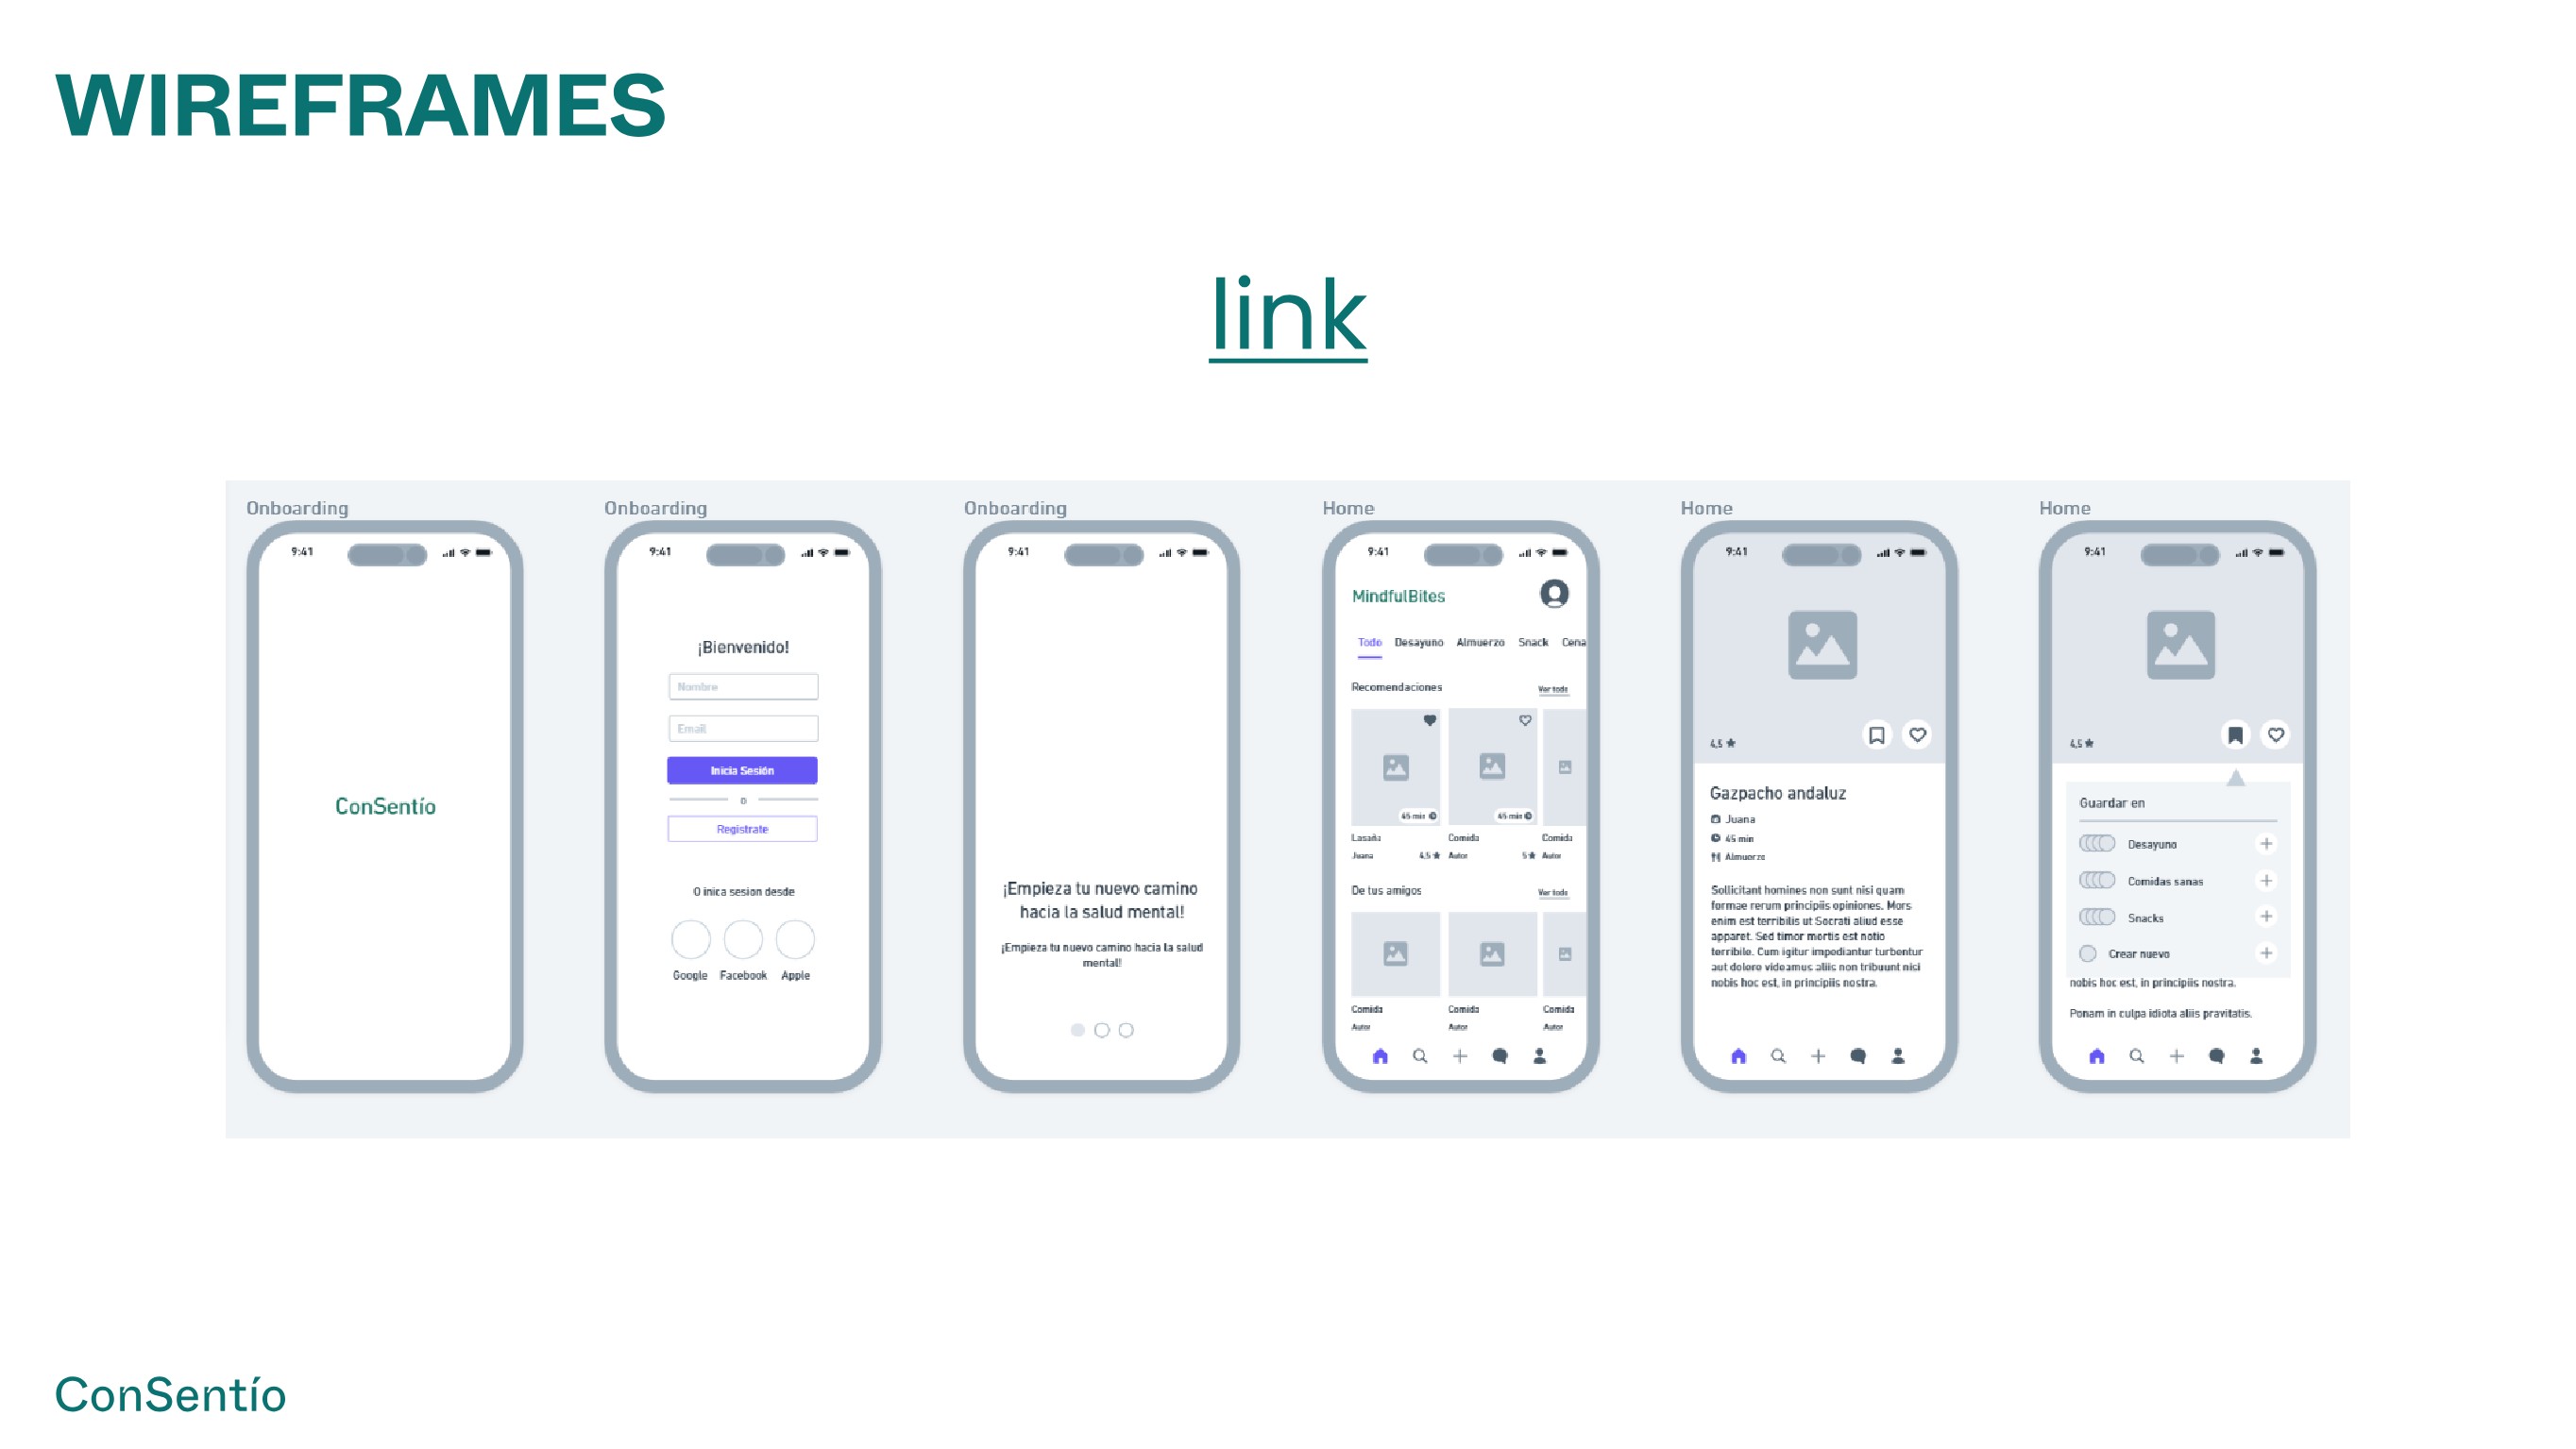 WIREFRAMES
link
Onboarding
9:41
ConSentío
Onboarding
9:41
¡Bienvenido!
Nombre
Email
Inicia Sesión
o
Registrate
O inica sesion desde
Google Facebook Apple
Onboarding
9:41
¡Empieza tu nuevo camino
hacia la salud mental!
¡Empieza tu nuevo camino hacia la salud
mental!
Home
9:41
MindfulBites
Todo Desayuno Almuerzo Snack Cena
Recomendaciones Ver todo
45 min 45 min
Lasaña Comida Comida
Juana 4,5 Autor 5 Autor
De tus amigos Ver todo
Comida Comida Comida
Autor Autor Autor
Home
9:41
4,5
Gazpacho andaluz
Juana
45 min
Almuerzo
Sollicitant homines non sunt nisi quam
formae rerum principiis opiniones. Mors
enim est terribilis ut Socrati aliud esse
apparet. Sed timor mortis est notio
terribile. Cum igitur impediantur turbentur
aut dolore videamus aliis non tribuunt nisi
nobis hoc est, in principiis nostra.
Home
9:41
4,5
Guardar en
Desayuno
Comidas sanas
Snacks
Crear nuevo
nobis hoc est, in principiis nostra.
Ponam in culpa idiota aliis pravitatis.
ConSentío